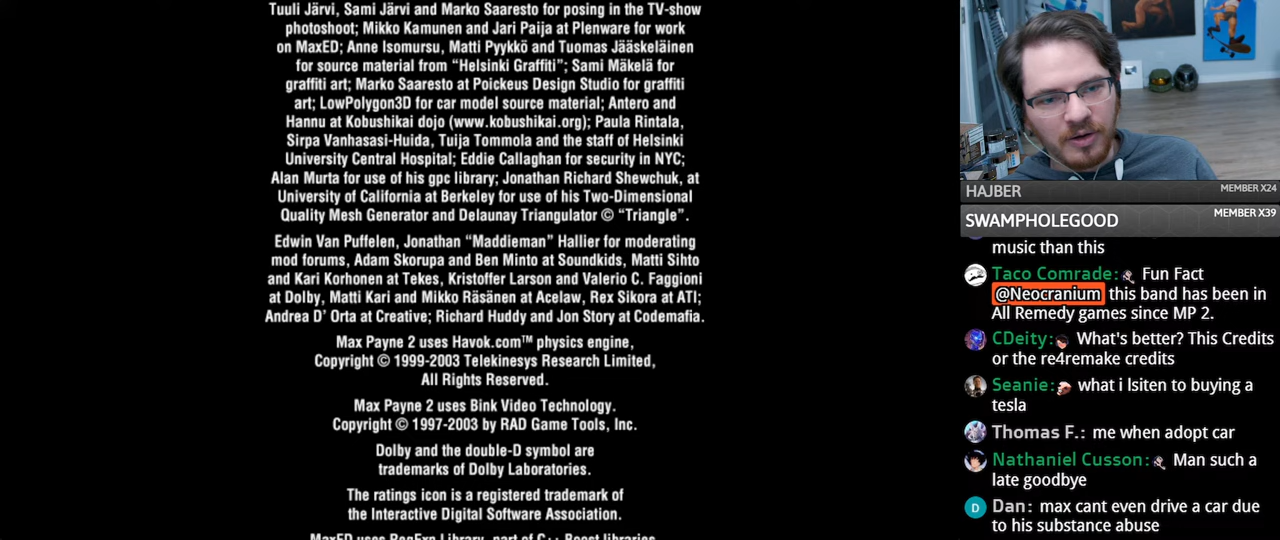 Tuuli Järvi, Sami Järvi and Marko Saaresto for posing in the TV-show
photoshoot; Mikko Kamunen and Jari Paija at Plenware for work
on MaxED; Anne Isomursu, Matti Pyykkö and Tuomas Jääskeläinen
for source material from “Helsinki Graffiti”; Sami Mäkelä for
graffiti art; Marko Saaresto at Poickeus Design Studio for graffiti
art; LowPolygon3D for car model source material; Antero and
Hannu at Kobushikai dojo (www.kobushikai.org); Paula Rintala,
Sirpa Vanhasasi-Huida, Tuija Tommola and the staff of Helsinki
University Central Hospital; Eddie Callaghan for security in NYC;
Alan Murta for use of his gpc library; Jonathan Richard Shewchuk, at
University of California at Berkeley for use of his Two-Dimensional
Quality Mesh Generator and Delaunay Triangulator © “Triangle”.
Edwin Van Puffelen, Jonathan “Maddieman” Hallier for moderating
mod forums, Adam Skorupa and Ben Minto at Soundkids, Matti Sihto
and Kari Korhonen at Tekes, Kristoffer Larson and Valerio C. Faggioni
at Dolby, Matti Kari and Mikko Räsänen at Acelaw, Rex Sikora at ATI;
Andrea D’ Orta at Creative; Richard Huddy and Jon Story at Codemafia.
Max Payne 2 uses Havok.com™ physics engine,
Copyright © 1999-2003 Telekinesys Research Limited,
All Rights Reserved.
Max Payne 2 uses Bink Video Technology.
Copyright © 1997-2003 by RAD Game Tools, Inc.
Dolby and the double-D symbol are
trademarks of Dolby Laboratories.
The ratings icon is a registered trademark of
the Interactive Digital Software Association.
MaxED uses RegExp Library, part of C++ Boost libraries
HAJBER MEMBER X24
SWAMPHOLEGOOD MEMBER X39
music than this
Taco Comrade: Fun Fact
@Neocranium this band has been in
All Remedy games since MP 2.
CDeity: What's better? This Credits
or the re4remake credits
Seanie: what i lsiten to buying a
tesla
Thomas F.: me when adopt car
Nathaniel Cusson: Man such a
late goodbye
D Dan: max cant even drive a car due
to his substance abuse